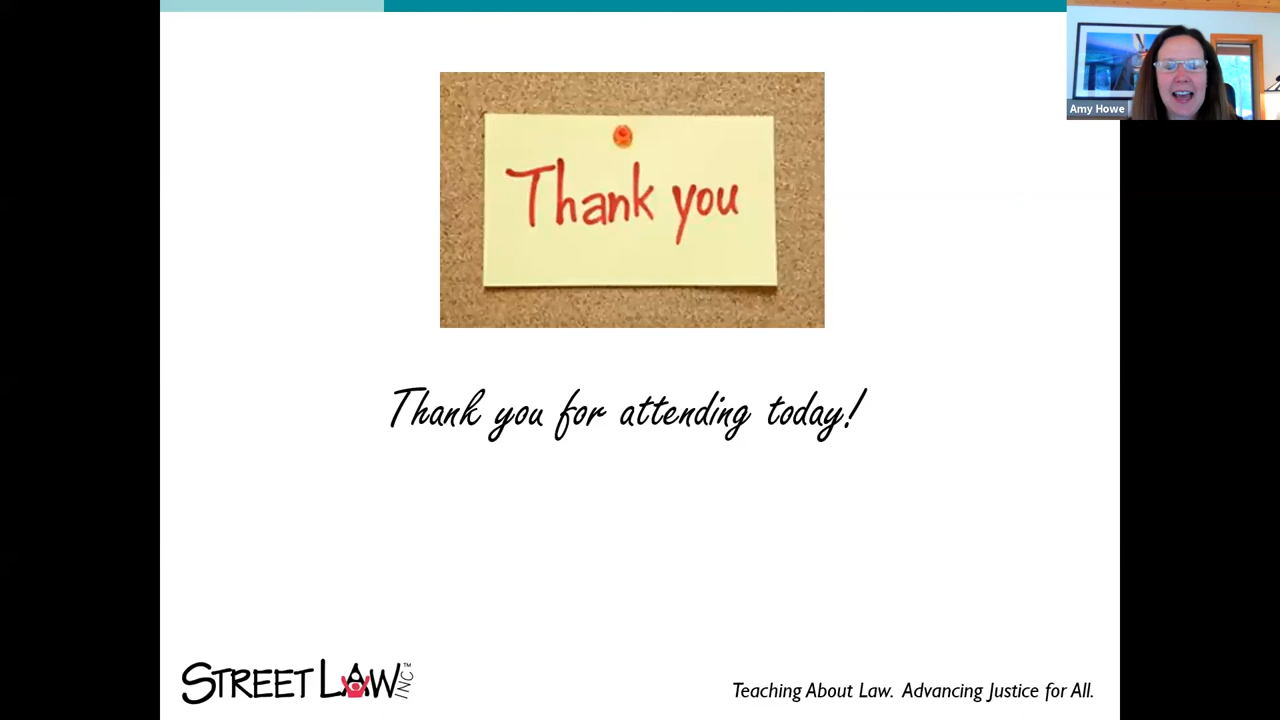 Amy Howe
Thank you
Thank you for attending today!
STREET LAW INC ™
Teaching About Law. Advancing Justice for All.